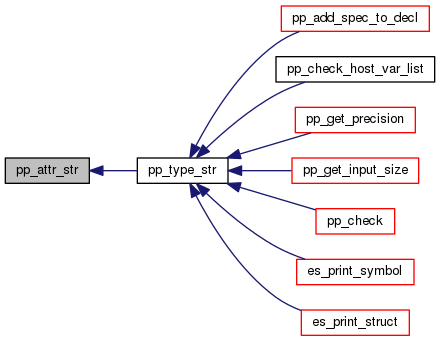 pp_add_spec_to_decl
pp_check_host_var_list
pp_get_precision
pp_attr_str
pp_type_str
pp_get_input_size
pp_check
es_print_symbol
es_print_struct